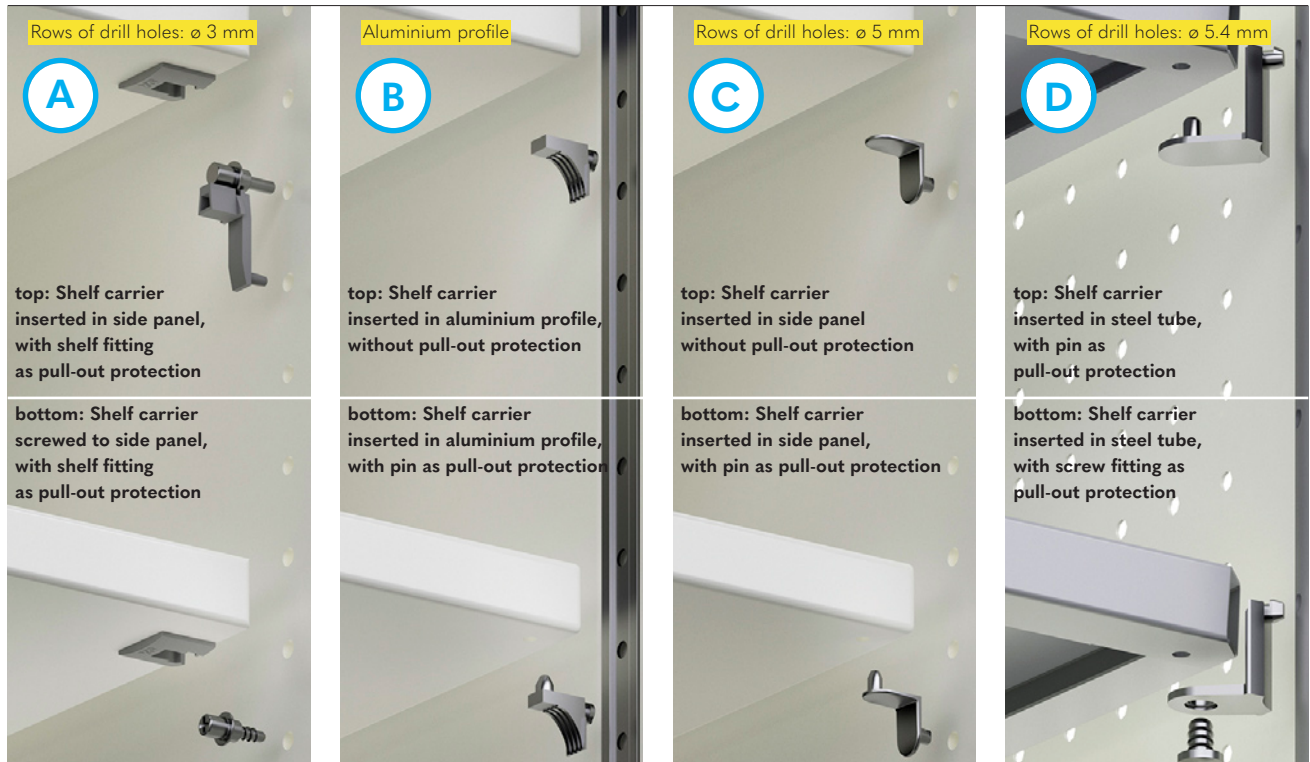 Rows of drill holes: ø 3 mm
A
top: Shelf carrier
inserted in side panel,
with shelf fitting
as pull-out protection
bottom: Shelf carrier
screwed to side panel,
with shelf fitting
as pull-out protection
Aluminium profile
B
top: Shelf carrier
inserted in aluminium profile,
without pull-out protection
bottom: Shelf carrier
inserted in aluminium profile,
with pin as pull-out protection
Rows of drill holes: ø 5 mm
C
top: Shelf carrier
inserted in side panel
without pull-out protection
bottom: Shelf carrier
inserted in side panel,
with pin as pull-out protection
Rows of drill holes: ø 5.4 mm
D
top: Shelf carrier
inserted in steel tube,
with pin as
pull-out protection
bottom: Shelf carrier
inserted in steel tube,
with screw fitting as
pull-out protection